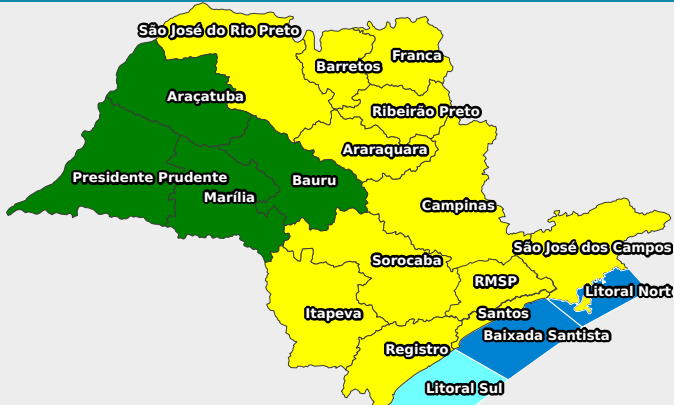 São José do Rio Preto
Franca
Barretos
Araçatuba
Ribeirão Preto
Araraquara
Presidente Prudente
Bauru
Marília
Campinas
São José dos Campos
Sorocaba
RMSP
Litoral Nort
Itapeva
Santos
Baixada Santista
Registro
Litoral Sul